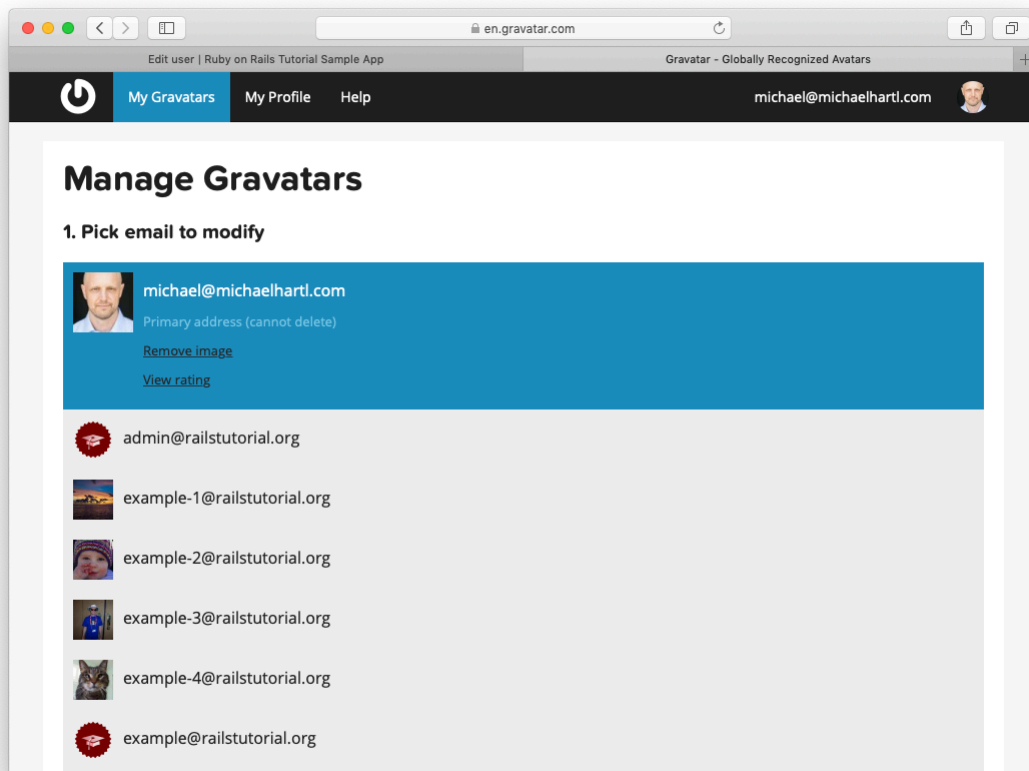 en.gravatar.com
Edit user | Ruby on Rails Tutorial Sample App
Gravatar - Globally Recognized Avatars
My Gravatars My Profile Help michael@michaelhartl.com
Manage Gravatars
1. Pick email to modify
michael@michaelhartl.com
Primary address (cannot delete)
Remove image
View rating
admin@railstutorial.org
example-1@railstutorial.org
example-2@railstutorial.org
example-3@railstutorial.org
example-4@railstutorial.org
example@railstutorial.org